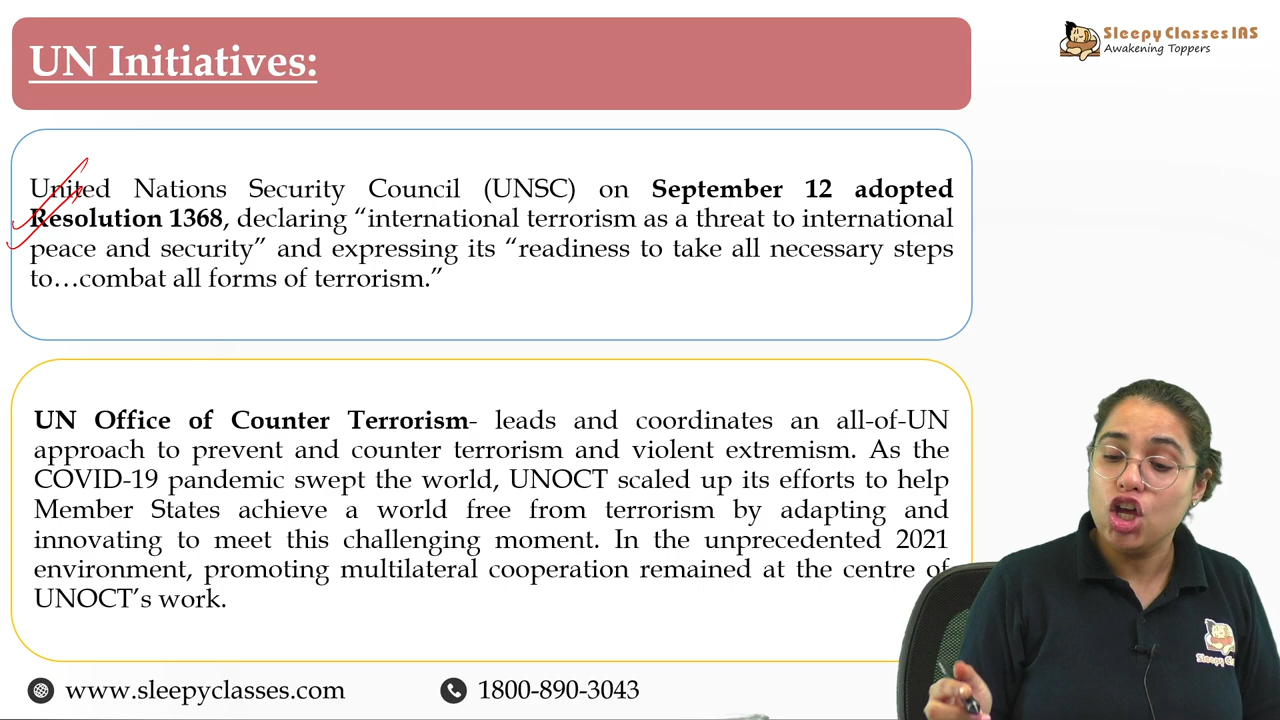 UN Initiatives:
Sleepy Classes IAS
Awakening Toppers
United Nations Security Council (UNSC) on September 12 adopted
Resolution 1368, declaring “international terrorism as a threat to international
peace and security” and expressing its “readiness to take all necessary steps
to…combat all forms of terrorism.”
UN Office of Counter Terrorism- leads and coordinates an all-of-UN
approach to prevent and counter terrorism and violent extremism. As the
COVID-19 pandemic swept the world, UNOCT scaled up its efforts to help
Member States achieve a world free from terrorism by adapting and
innovating to meet this challenging moment. In the unprecedented 2021
environment, promoting multilateral cooperation remained at the centre of
UNOCT’s work.
www.sleepyclasses.com
1800-890-3043